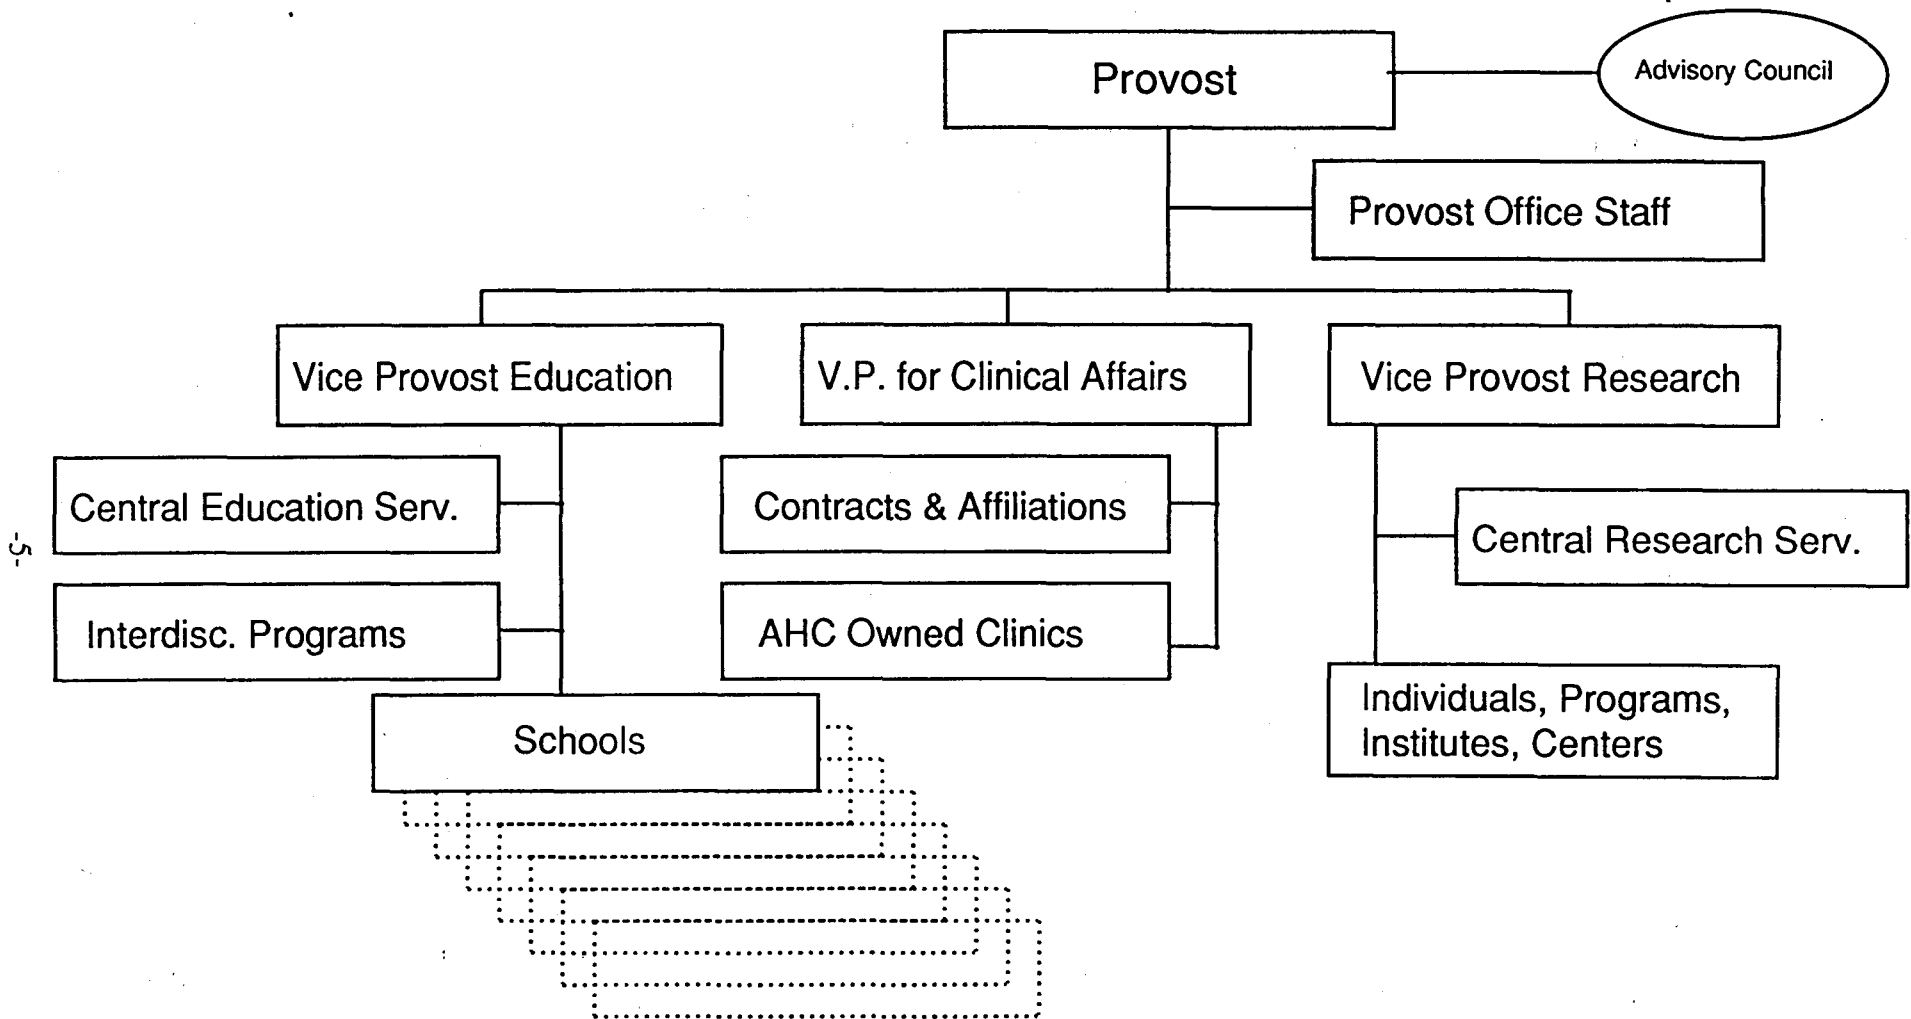 Provost
Advisory Council
Provost Office Staff
Vice Provost Education
V.P. for Clinical Affairs
Vice Provost Research
Central Education Serv.
Contracts & Affiliations
Central Research Serv.
-5-
Interdisc. Programs
AHC Owned Clinics
Individuals, Programs,
Institutes, Centers
Schools